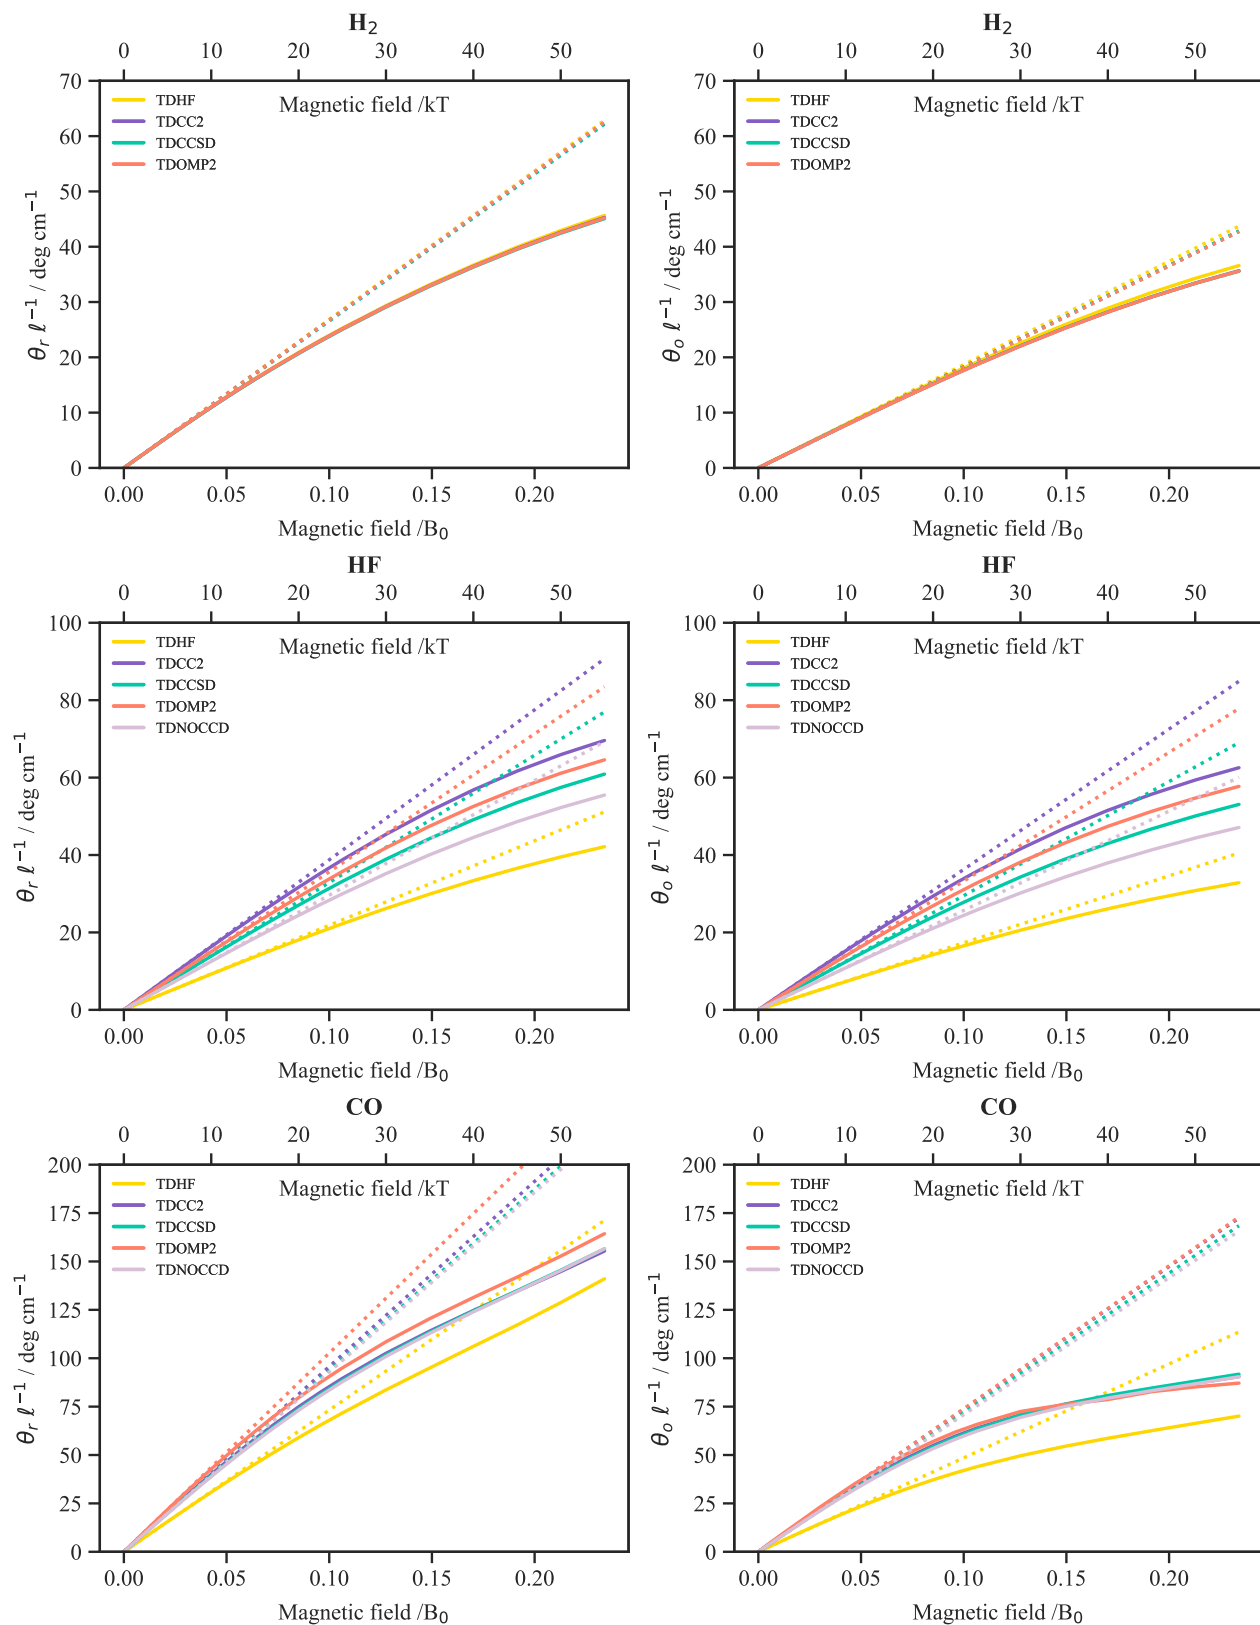 H₂ H₂
0 10 20 30 40 50 0 10 20 30 40 50
Magnetic field /kT Magnetic field /kT
70 70
60 60
50 50
40 40
30 30
20 20
10 10
0 0
TDHF TDHF
TDCC2 TDCC2
TDCCSD TDCCSD
TDOMP2 TDOMP2
θᵣ ℓ⁻¹ / deg cm⁻¹ θₒ ℓ⁻¹ / deg cm⁻¹
0.00 0.05 0.10 0.15 0.20 0.00 0.05 0.10 0.15 0.20
Magnetic field /B₀ Magnetic field /B₀
HF HF
0 10 20 30 40 50 0 10 20 30 40 50
Magnetic field /kT Magnetic field /kT
100 100
80 80
60 60
40 40
20 20
0 0
TDHF TDHF
TDCC2 TDCC2
TDCCSD TDCCSD
TDOMP2 TDOMP2
TDNOCCD TDNOCCD
θᵣ ℓ⁻¹ / deg cm⁻¹ θₒ ℓ⁻¹ / deg cm⁻¹
0.00 0.05 0.10 0.15 0.20 0.00 0.05 0.10 0.15 0.20
Magnetic field /B₀ Magnetic field /B₀
CO CO
0 10 20 30 40 50 0 10 20 30 40 50
Magnetic field /kT Magnetic field /kT
200 200
175 175
150 150
125 125
100 100
75 75
50 50
25 25
0 0
TDHF TDHF
TDCC2 TDCC2
TDCCSD TDCCSD
TDOMP2 TDOMP2
TDNOCCD TDNOCCD
θᵣ ℓ⁻¹ / deg cm⁻¹ θₒ ℓ⁻¹ / deg cm⁻¹
0.00 0.05 0.10 0.15 0.20 0.00 0.05 0.10 0.15 0.20
Magnetic field /B₀ Magnetic field /B₀